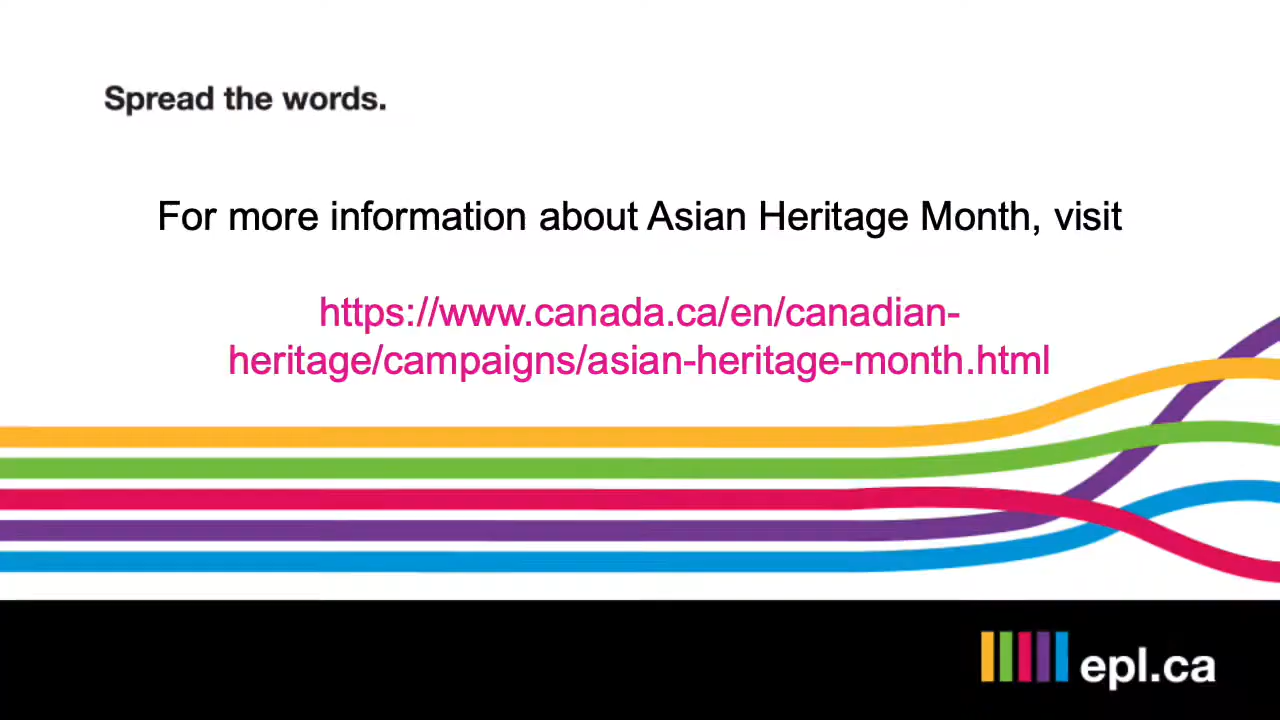 Spread the words.
For more information about Asian Heritage Month, visit
https://www.canada.ca/en/canadian-
heritage/campaigns/asian-heritage-month.html
epl.ca